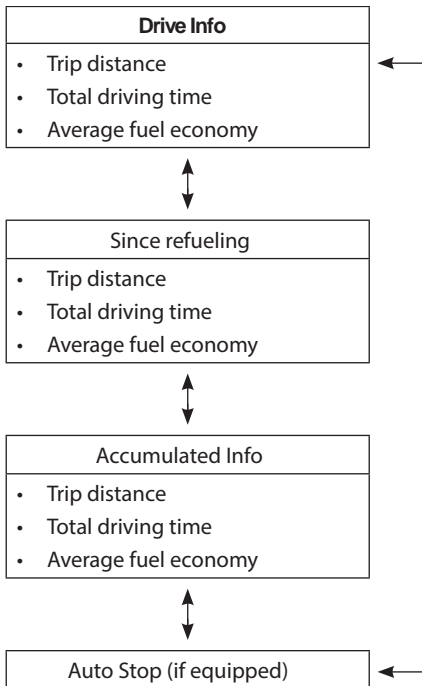 Drive Info
• Trip distance
• Total driving time
• Average fuel economy
Since refueling
• Trip distance
• Total driving time
• Average fuel economy
Accumulated Info
• Trip distance
• Total driving time
• Average fuel economy
Auto Stop (if equipped)